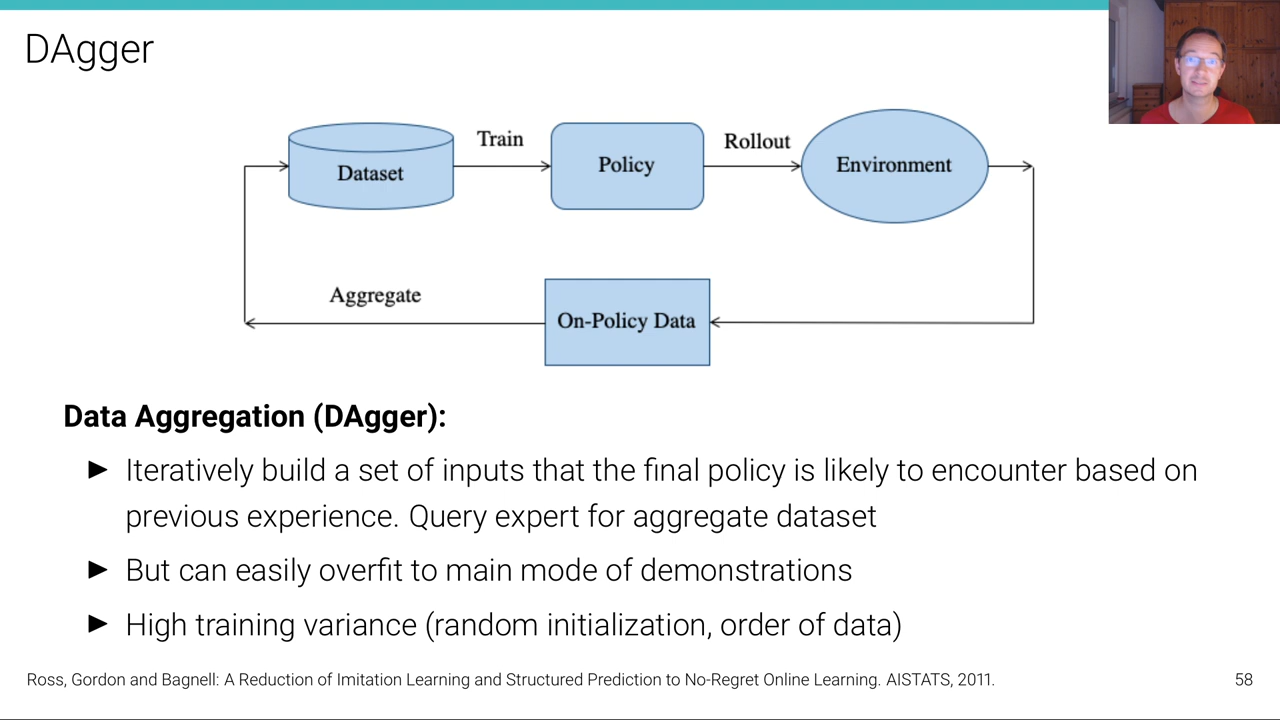 DAgger
Train
Rollout
Dataset
Policy
Environment
Aggregate
On-Policy Data
Data Aggregation (DAgger):
► Iteratively build a set of inputs that the final policy is likely to encounter based on
previous experience. Query expert for aggregate dataset
► But can easily overfit to main mode of demonstrations
► High training variance (random initialization, order of data)
Ross, Gordon and Bagnell: A Reduction of Imitation Learning and Structured Prediction to No-Regret Online Learning. AISTATS, 2011.
58